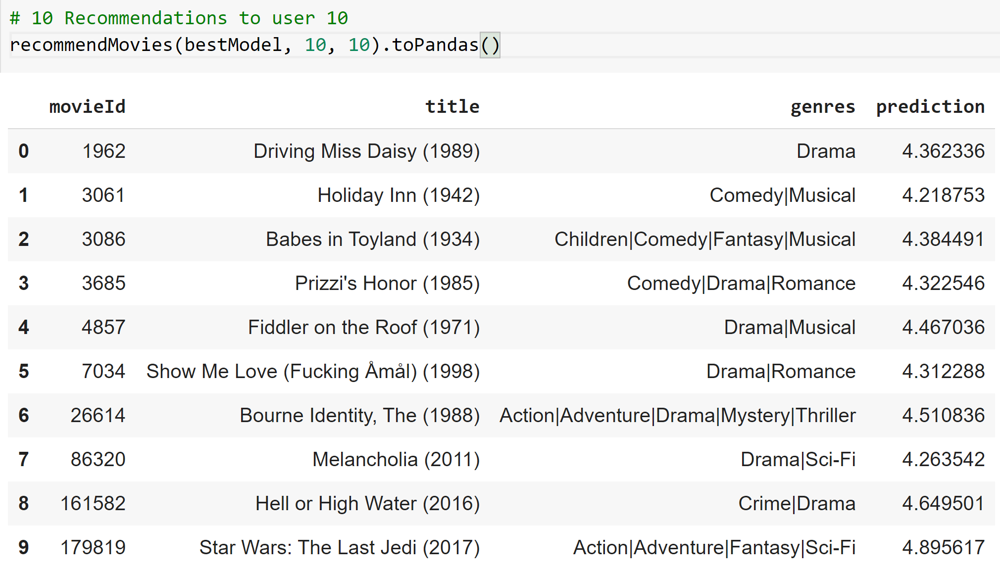 # 10 Recommendations to user 10
recommendMovies(bestModel, 10, 10).toPandas()
movieId title genres prediction
0 1962 Driving Miss Daisy (1989) Drama 4.362336
1 3061 Holiday Inn (1942) Comedy|Musical 4.218753
2 3086 Babes in Toyland (1934) Children|Comedy|Fantasy|Musical 4.384491
3 3685 Prizzi's Honor (1985) Comedy|Drama|Romance 4.322546
4 4857 Fiddler on the Roof (1971) Drama|Musical 4.467036
5 7034 Show Me Love (Fucking Åmål) (1998) Drama|Romance 4.312288
6 26614 Bourne Identity, The (1988) Action|Adventure|Drama|Mystery|Thriller 4.510836
7 86320 Melancholia (2011) Drama|Sci-Fi 4.263542
8 161582 Hell or High Water (2016) Crime|Drama 4.649501
9 179819 Star Wars: The Last Jedi (2017) Action|Adventure|Fantasy|Sci-Fi 4.895617